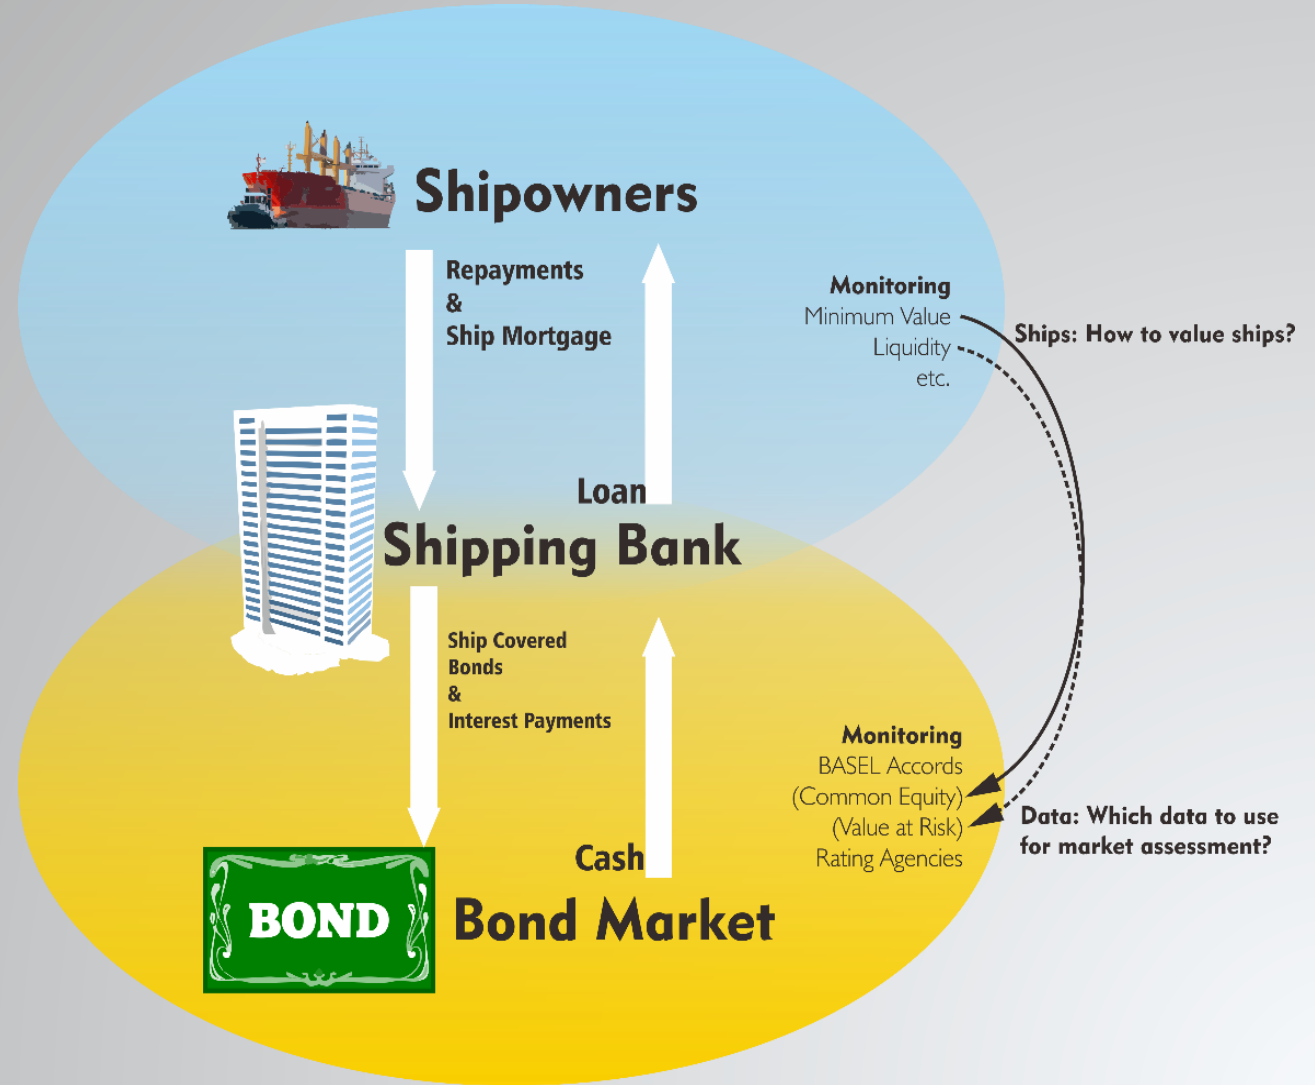 Shipowners
Repayments
&
Ship Mortgage
Monitoring
Minimum Value
Liquidity
etc.
Ships: How to value ships?
Loan
Shipping Bank
Ship Covered
Bonds
&
Interest Payments
Monitoring
BASEL Accords
(Common Equity)
(Value at Risk)
Rating Agencies
Data: Which data to use
for market assessment?
Cash
BOND
Bond Market